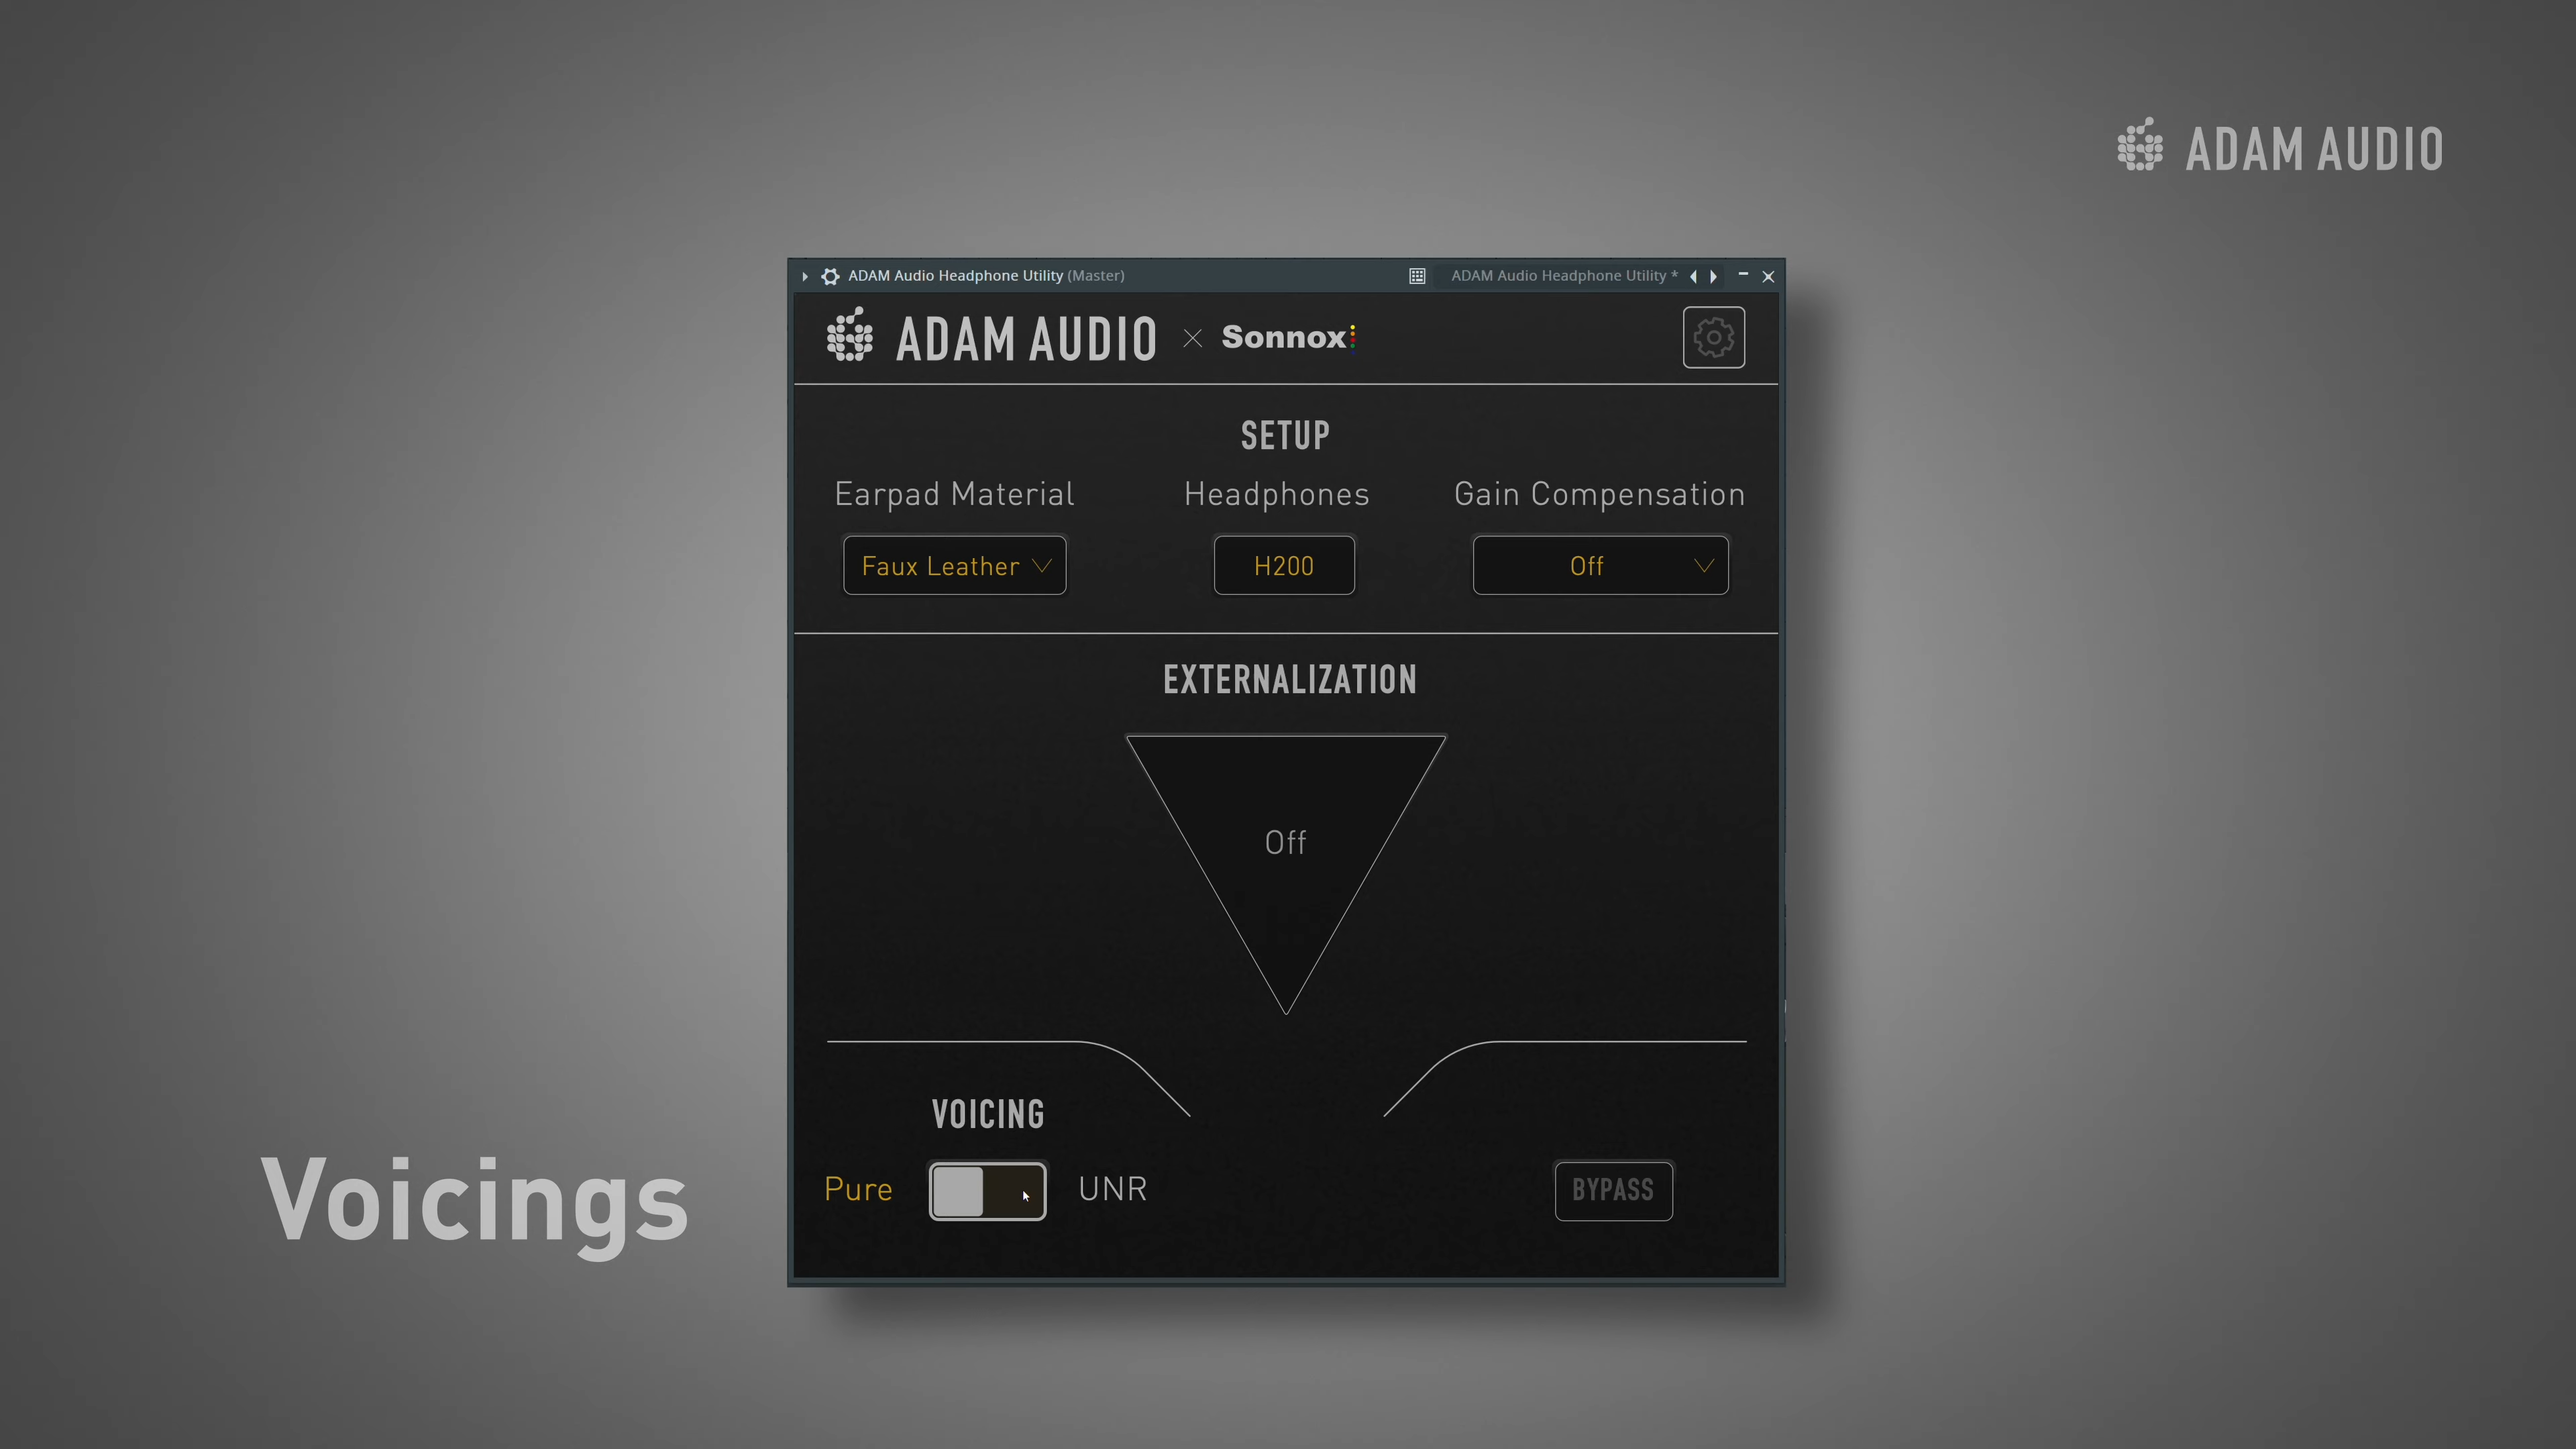 ADAM AUDIO
ADAM Audio Headphone Utility (Master)
ADAM Audio Headphone Utility *
ADAM AUDIO × Sonnox
SETUP
Earpad Material
Headphones
Gain Compensation
Faux Leather
H200
Off
EXTERNALIZATION
Off
VOICING
Pure
UNR
BYPASS
Voicings